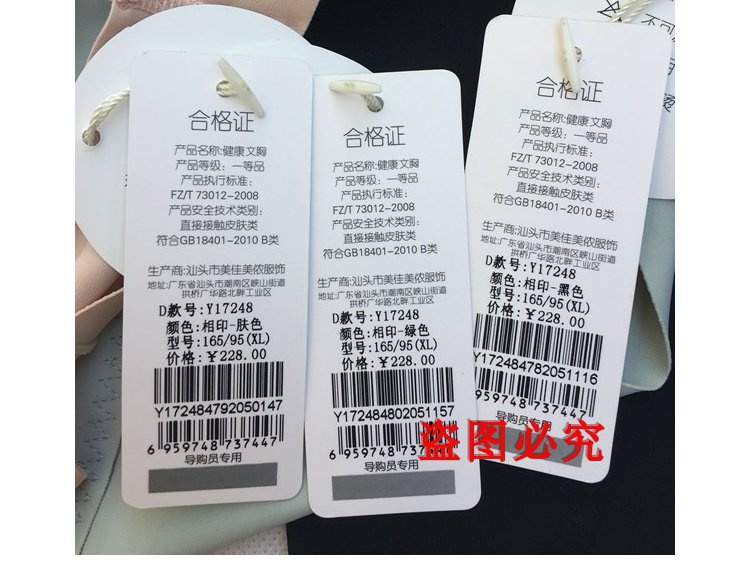 合格证
产品名称:健康文胸
产品等级: 一等品
产品执行标准:
FZ/T 73012-2008
产品安全技术类别:
直接接触皮肤类
符合GB18401-2010 B类
生产商:汕头市美佳美侬服饰
地址:广东省汕头市潮南区峡山街道
拱桥广华路北畔工业区
D款号:Y17248
颜色:相印-肤色
型号:165/95(XL)
价格:￥228.00
Y172484792050147
6 959748 737447
导购员专用
合格证
产品名称:健康文胸
产品等级: 一等品
产品执行标准:
FZ/T 73012-2008
产品安全技术类别:
直接接触皮肤类
符合GB18401-2010 B类
生产商:汕头市美佳美侬服饰
地址:广东省汕头市潮南区峡山街道
拱桥广华路北畔工业区
D款号:Y17248
颜色:相印-绿色
型号:165/95(XL)
价格:￥228.00
Y172484802051157
6 959748 7374
导购员专用
合格证
产品名称:健康文胸
产品等级: 一等品
产品执行标准:
FZ/T 73012-2008
产品安全技术类别:
直接接触皮肤类
符合GB18401-2010 B类
生产商:汕头市美佳美侬服饰
地址:广东省汕头市潮南区峡山街道
拱桥广华路北畔工业区
D款号:Y17248
颜色:相印-黑色
型号:165/95(XL)
价格:￥228.00
Y172484782051116
6 959748 737447
导购员专用
不可
盗图必究